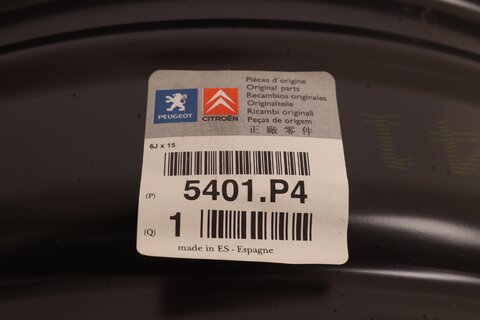 Pièces d'origine
Original parts
Recambios originales
Originalteile
Ricambi originali
Peças de origem
正廠零件
PEUGEOT
CITROËN
6J x 15
(P) 5401.P4
(Q) 1
made in ES - Espagne